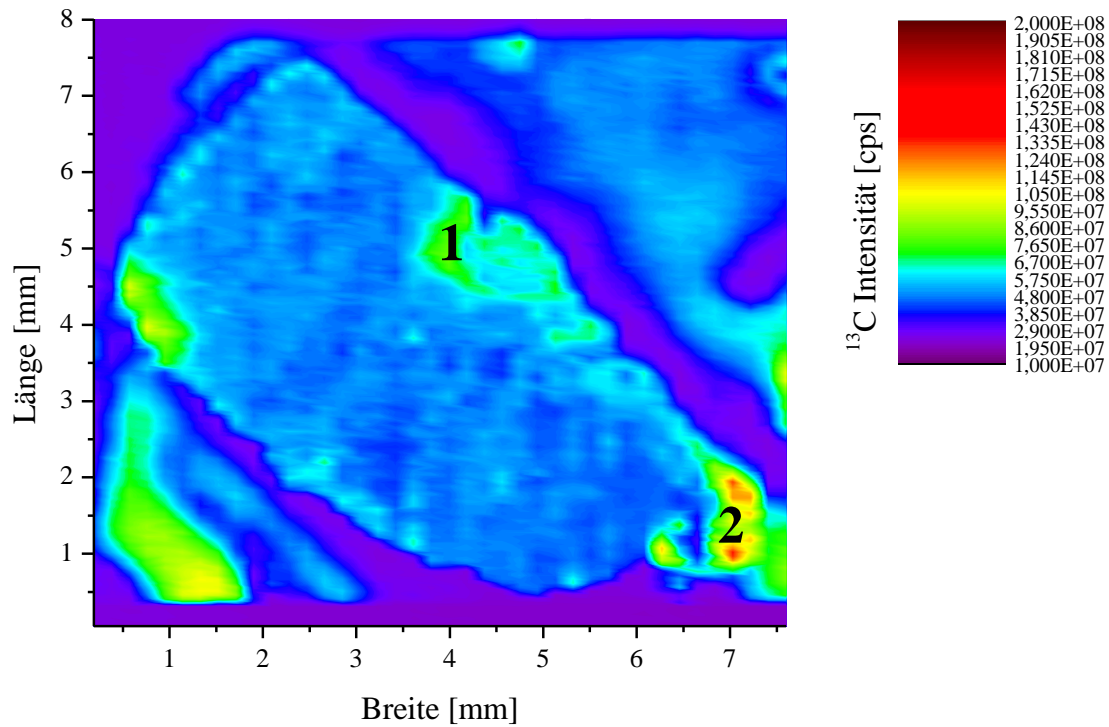 8
7
6
5
4
3
2
1
Länge [mm]
1
2
1 2 3 4 5 6 7
Breite [mm]
¹³C Intensität [cps]
2,000E+08
1,905E+08
1,810E+08
1,715E+08
1,620E+08
1,525E+08
1,430E+08
1,335E+08
1,240E+08
1,145E+08
1,050E+08
9,550E+07
8,600E+07
7,650E+07
6,700E+07
5,750E+07
4,800E+07
3,850E+07
2,900E+07
1,950E+07
1,000E+07